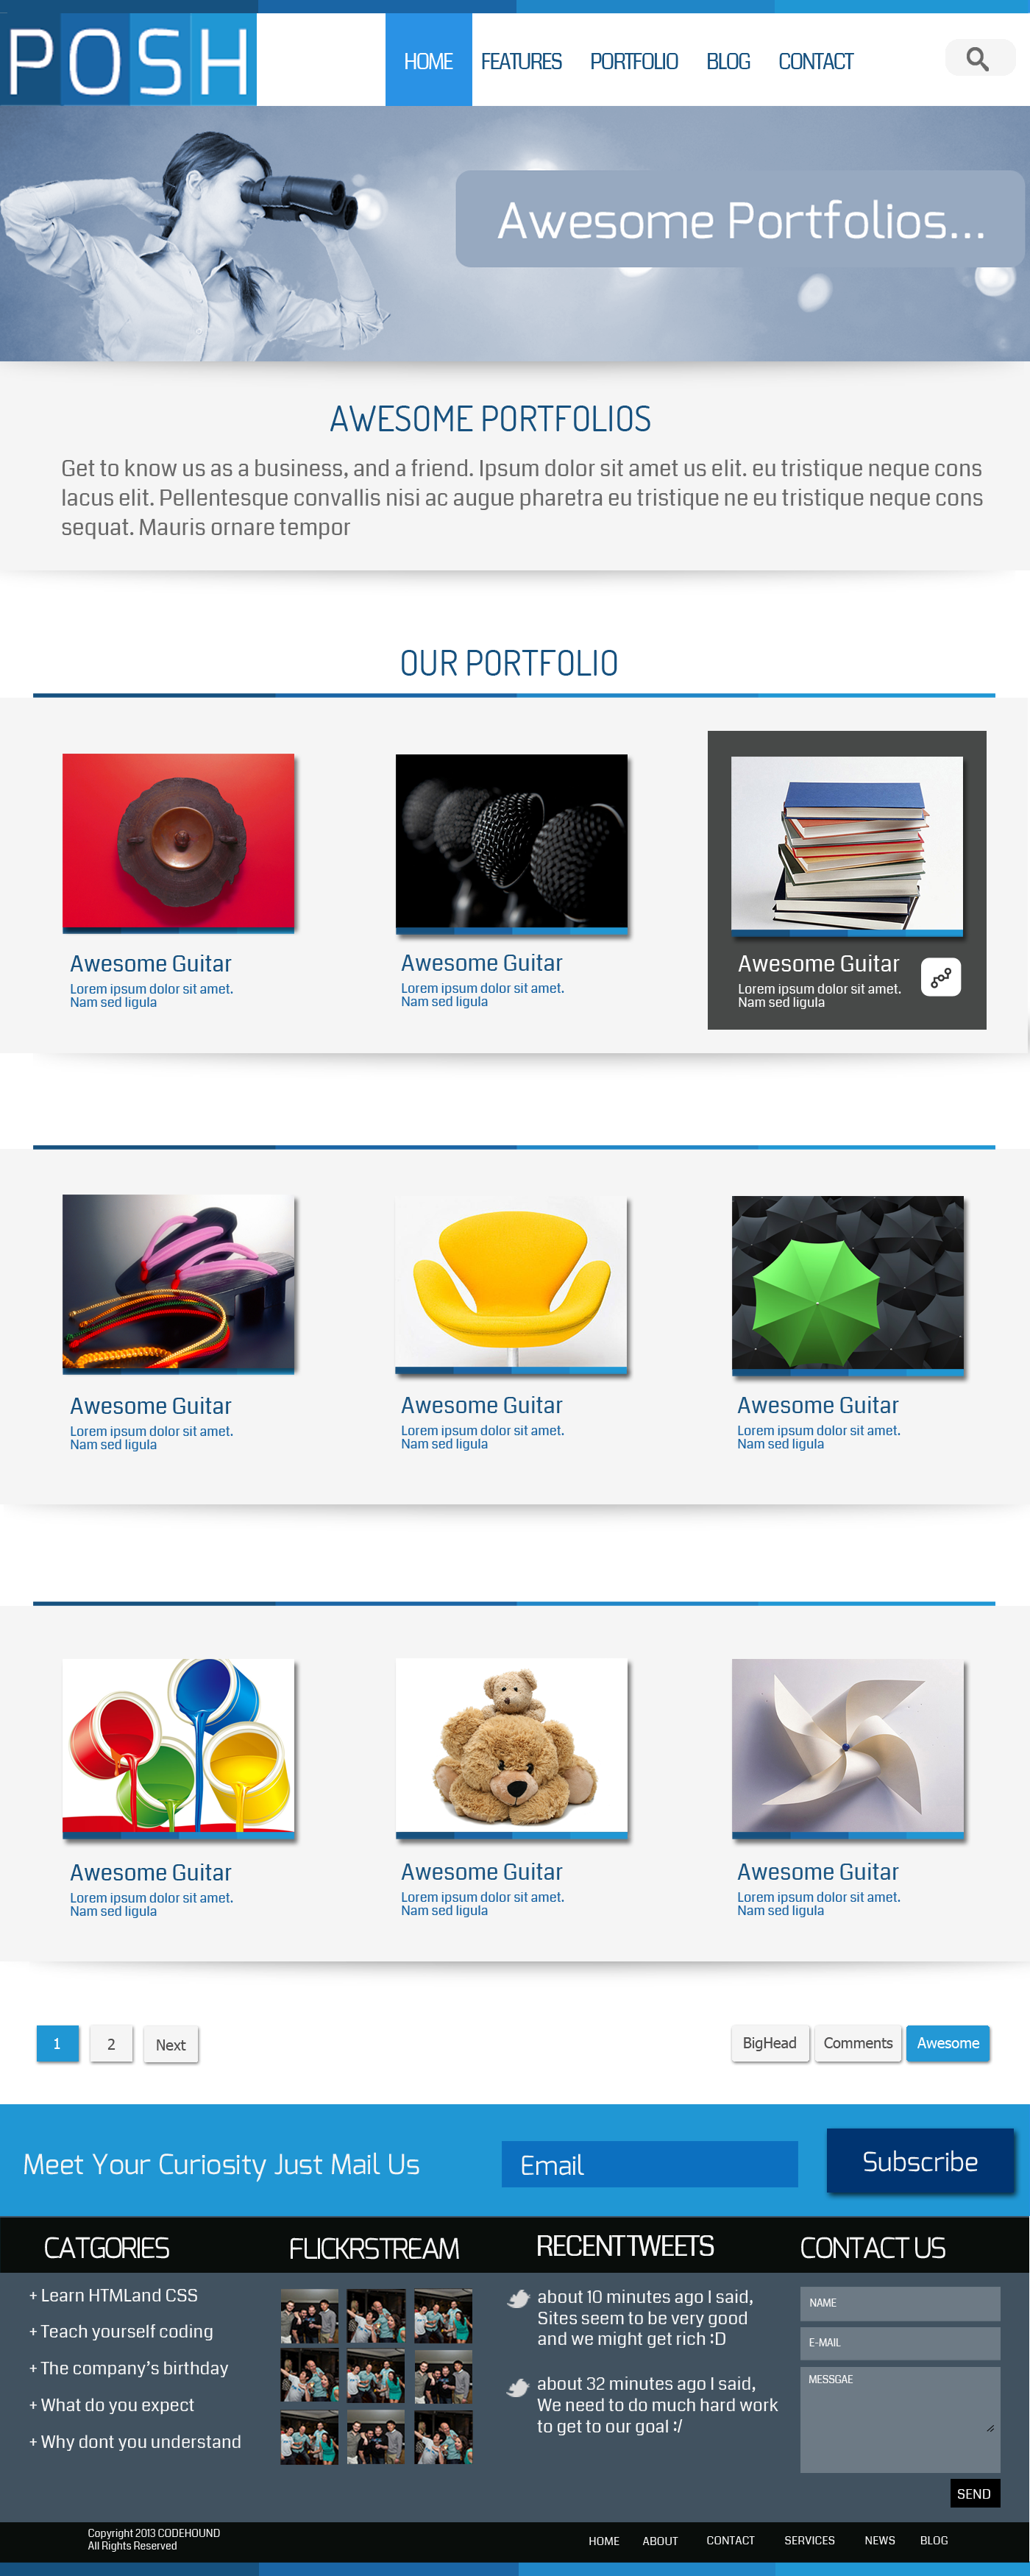 POSH
HOME FEATURES PORTFOLIO BLOG CONTACT
Awesome Portfolios...
AWESOME PORTFOLIOS
Get to know us as a business, and a friend. Ipsum dolor sit amet us elit. eu tristique neque cons
lacus elit. Pellentesque convallis nisi ac augue pharetra eu tristique ne eu tristique neque cons
sequat. Mauris ornare tempor
OUR PORTFOLIO
Awesome Guitar
Lorem ipsum dolor sit amet.
Nam sed ligula
Awesome Guitar
Lorem ipsum dolor sit amet.
Nam sed ligula
Awesome Guitar
Lorem ipsum dolor sit amet.
Nam sed ligula
Awesome Guitar
Lorem ipsum dolor sit amet.
Nam sed ligula
Awesome Guitar
Lorem ipsum dolor sit amet.
Nam sed ligula
Awesome Guitar
Lorem ipsum dolor sit amet.
Nam sed ligula
Awesome Guitar
Lorem ipsum dolor sit amet.
Nam sed ligula
Awesome Guitar
Lorem ipsum dolor sit amet.
Nam sed ligula
Awesome Guitar
Lorem ipsum dolor sit amet.
Nam sed ligula
1 2 Next BigHead Comments Awesome
Meet Your Curiosity Just Mail Us Email Subscribe
CATGORIES
+ Learn HTMLand CSS
+ Teach yourself coding
+ The company's birthday
+ What do you expect
+ Why dont you understand
FLICKRSTREAM
RECENT TWEETS
about 10 minutes ago I said,
Sites seem to be very good
and we might get rich :D
about 32 minutes ago I said,
We need to do much hard work
to get to our goal :/
CONTACT US
NAME
E-MAIL
MESSGAE
SEND
Copyright 2013 CODEHOUND
All Rights Reserved
HOME ABOUT CONTACT SERVICES NEWS BLOG